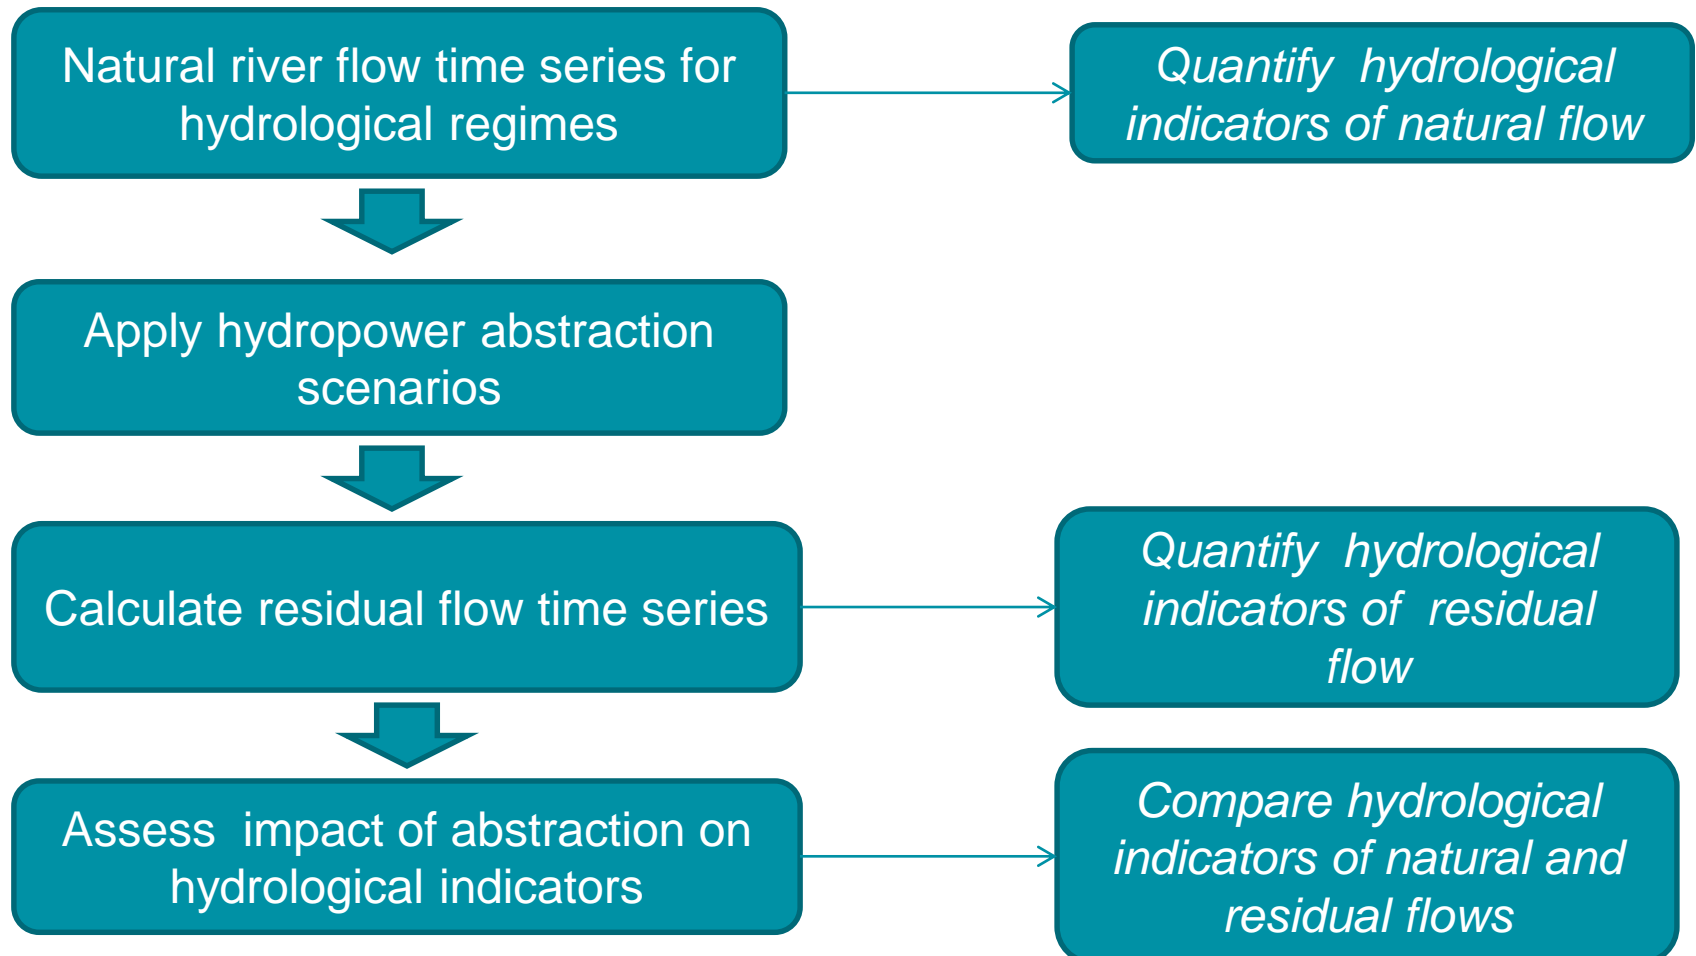 Natural river flow time series for
hydrological regimes
Quantify hydrological
indicators of natural flow
Apply hydropower abstraction
scenarios
Calculate residual flow time series
Quantify hydrological
indicators of residual
flow
Assess impact of abstraction on
hydrological indicators
Compare hydrological
indicators of natural and
residual flows